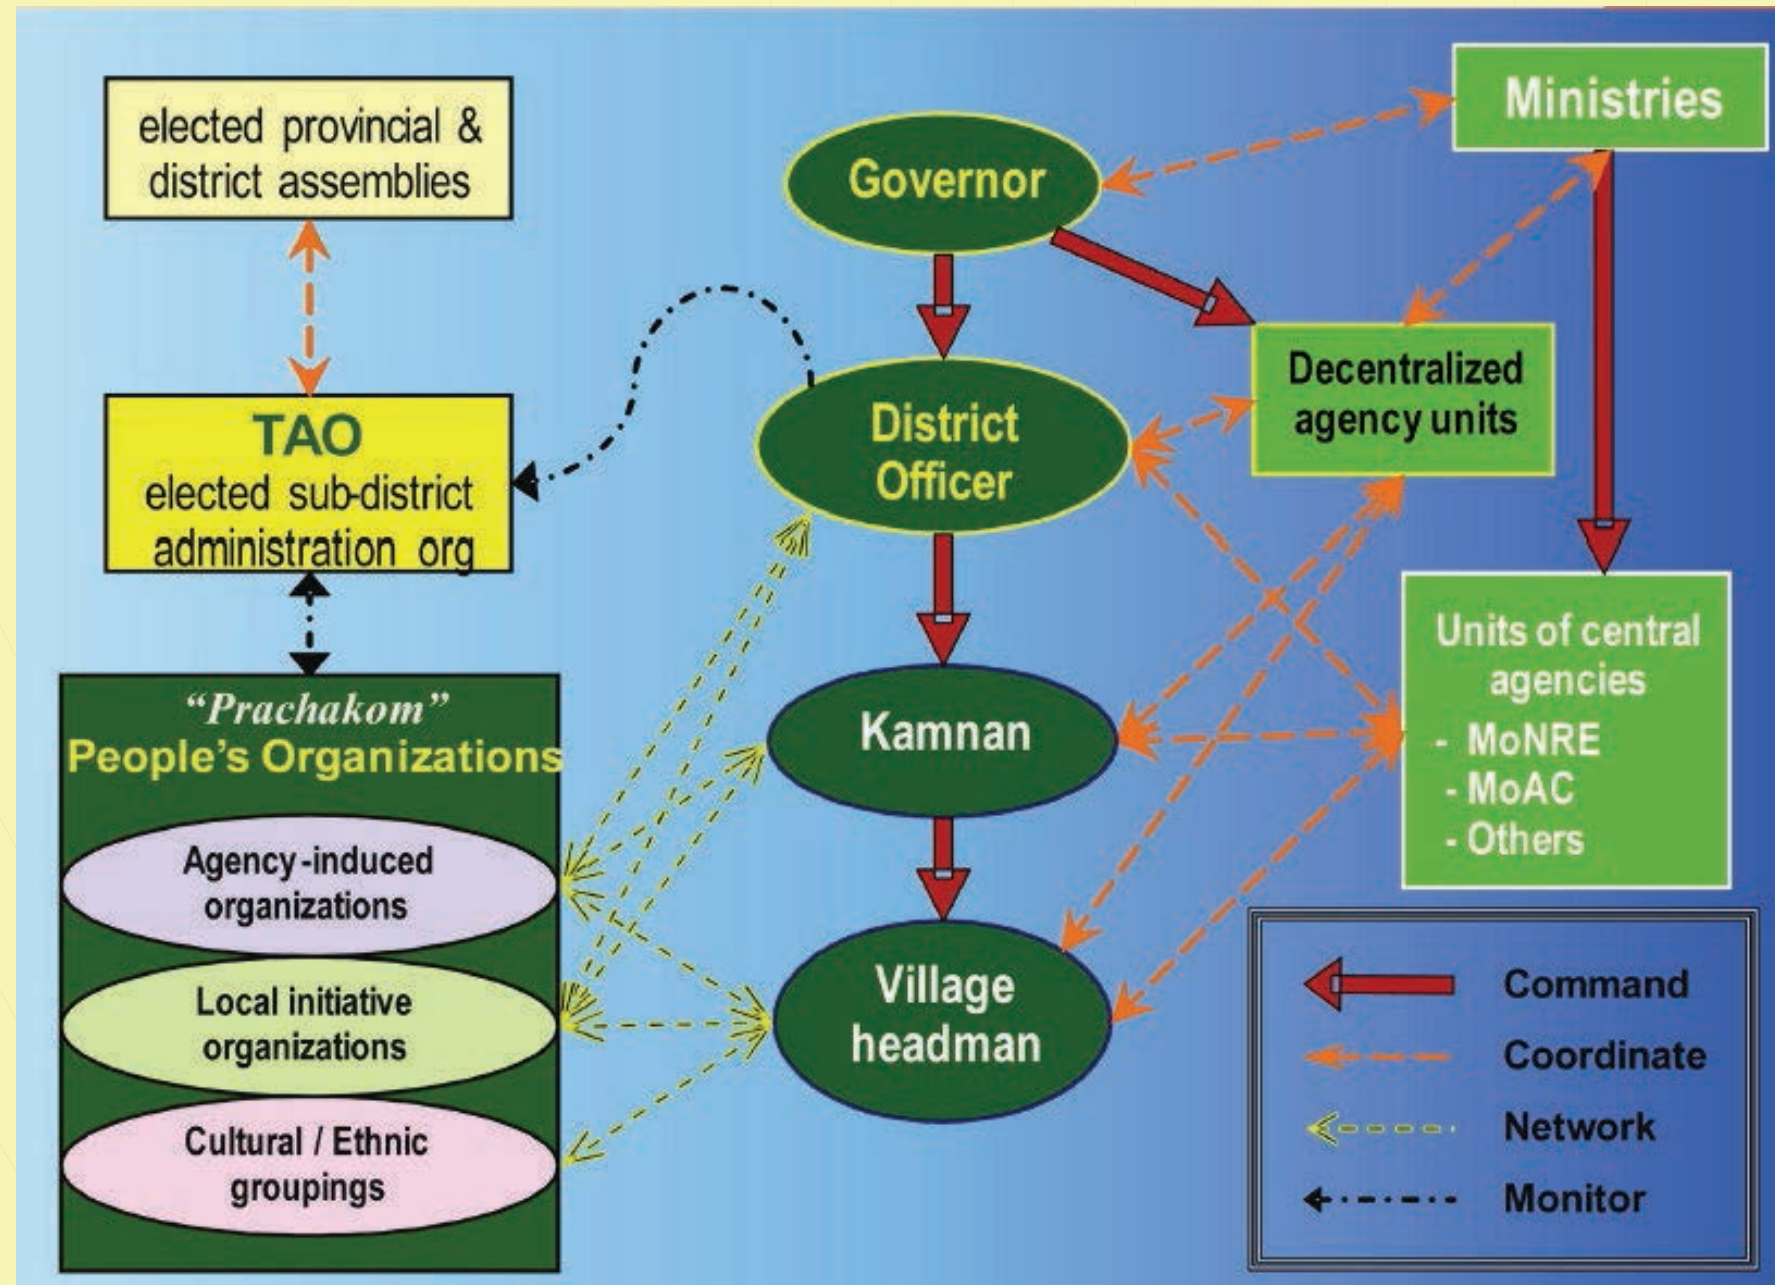 elected provincial &
district assemblies
TAO
elected sub-district
administration org
“Prachakom”
People’s Organizations
Agency-induced
organizations
Local initiative
organizations
Cultural / Ethnic
groupings
Governor
District
Officer
Kamnan
Village
headman
Ministries
Decentralized
agency units
Units of central
agencies
- MoNRE
- MoAC
- Others
Command
Coordinate
Network
Monitor